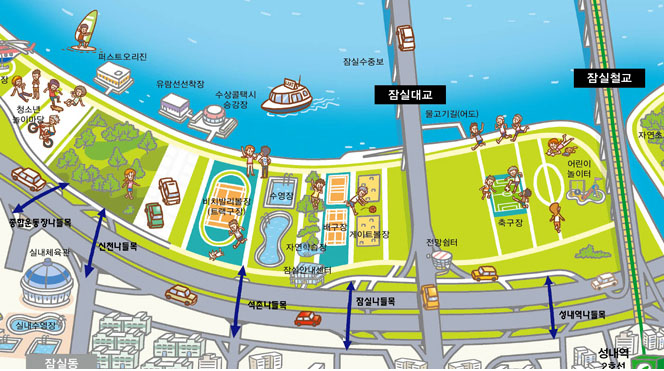 퍼스트오리진
유람선선착장
수상콜택시
승강장
잠실수중보
잠실대교
잠실철교
물고기길(어도)
장
청소년
놀이마당
자연초
어린이
놀이터
비치발리볼장
(트랙구장)
수영장
배구장
게이트볼장
축구장
자연학습장
잠실안내센터
전망쉼터
종합운동장나들목
신천나들목
석촌나들목
잠실나들목
성내역나들목
실내체육관
실내수영장
잠실동
성내역
2호선